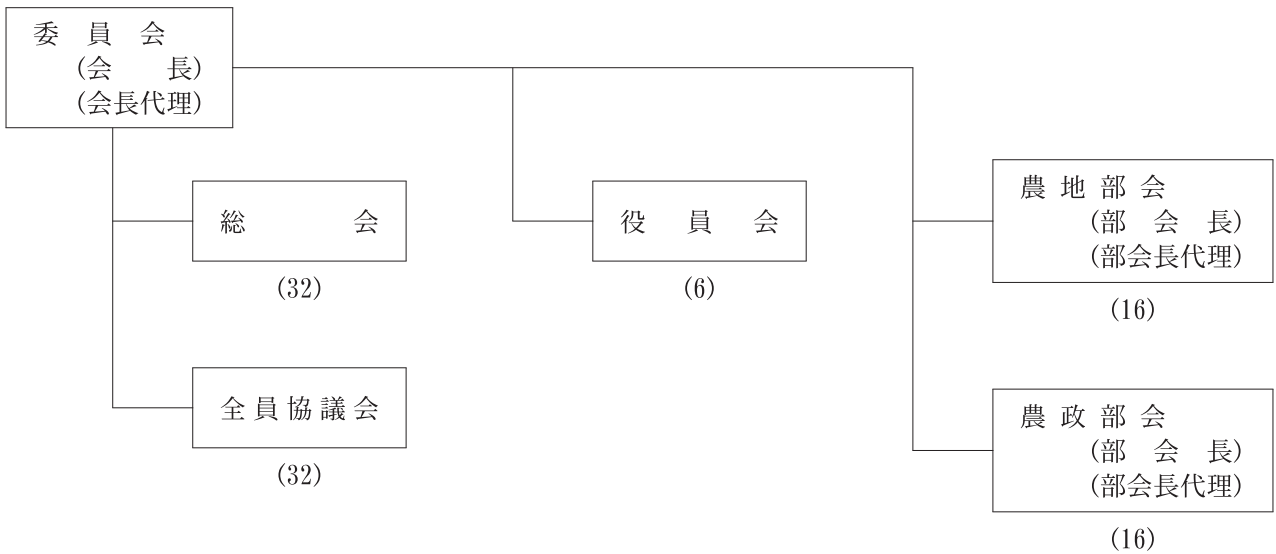 委員会
(会長)
(会長代理)
総会
(32)
全員協議会
(32)
役員会
(6)
農地部会
(部会長)
(部会長代理)
(16)
農政部会
(部会長)
(部会長代理)
(16)